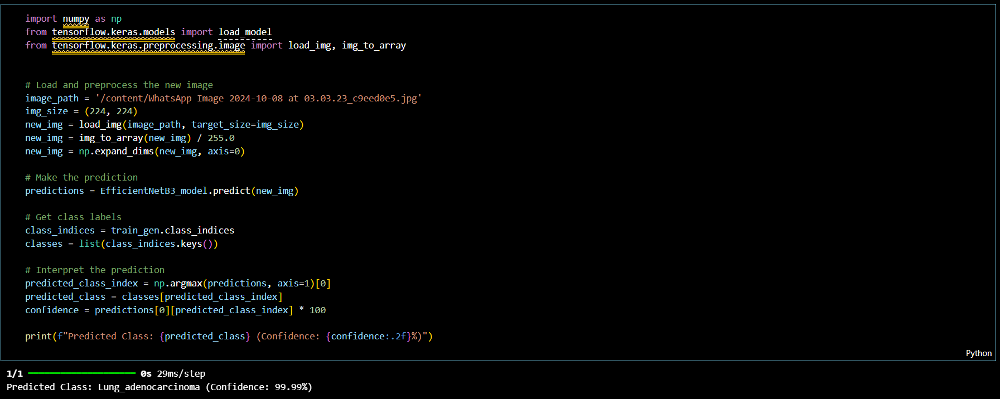 import numpy as np
from tensorflow.keras.models import load_model
from tensorflow.keras.preprocessing.image import load_img, img_to_array
# Load and preprocess the new image
image_path = '/content/WhatsApp Image 2024-10-08 at 03.03.23_c9eed0e5.jpg'
img_size = (224, 224)
new_img = load_img(image_path, target_size=img_size)
new_img = img_to_array(new_img) / 255.0
new_img = np.expand_dims(new_img, axis=0)
# Make the prediction
predictions = EfficientNetB3_model.predict(new_img)
# Get class labels
class_indices = train_gen.class_indices
classes = list(class_indices.keys())
# Interpret the prediction
predicted_class_index = np.argmax(predictions, axis=1)[0]
predicted_class = classes[predicted_class_index]
confidence = predictions[0][predicted_class_index] * 100
print(f"Predicted Class: {predicted_class} (Confidence: {confidence:.2f}%)")
Python
1/1 0s 29ms/step
Predicted Class: Lung_adenocarcinoma (Confidence: 99.99%)